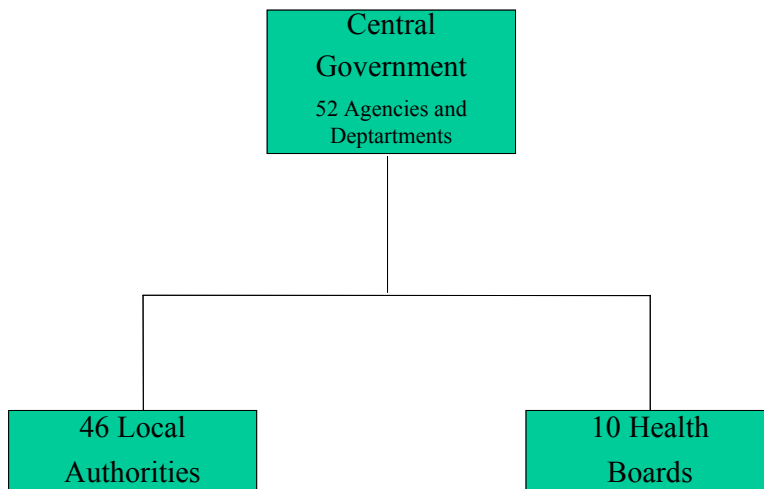 Central
Government
52 Agencies and
Deptartments
46 Local
Authorities
10 Health
Boards